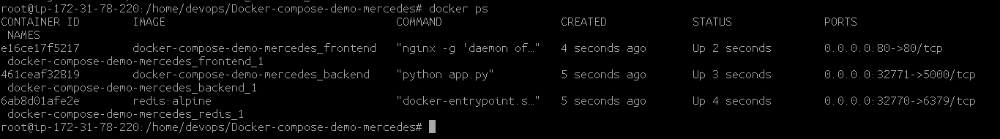 root@ip-172-31-78-220:/home/devops/Docker-compose-demo-mercedes# docker ps
CONTAINER ID        IMAGE                                   COMMAND                  CREATED             STATUS              PORTS
 NAMES
e16ce17f5217        docker-compose-demo-mercedes_frontend   "nginx -g 'daemon of…"   4 seconds ago       Up 2 seconds        0.0.0.0:80->80/tcp
 docker-compose-demo-mercedes_frontend_1
461ceaf32819        docker-compose-demo-mercedes_backend    "python app.py"          5 seconds ago       Up 3 seconds        0.0.0.0:32771->5000/tcp
 docker-compose-demo-mercedes_backend_1
6ab8d01afe2e        redis:alpine                            "docker-entrypoint.s…"   5 seconds ago       Up 4 seconds        0.0.0.0:32770->6379/tcp
 docker-compose-demo-mercedes_redis_1
root@ip-172-31-78-220:/home/devops/Docker-compose-demo-mercedes#